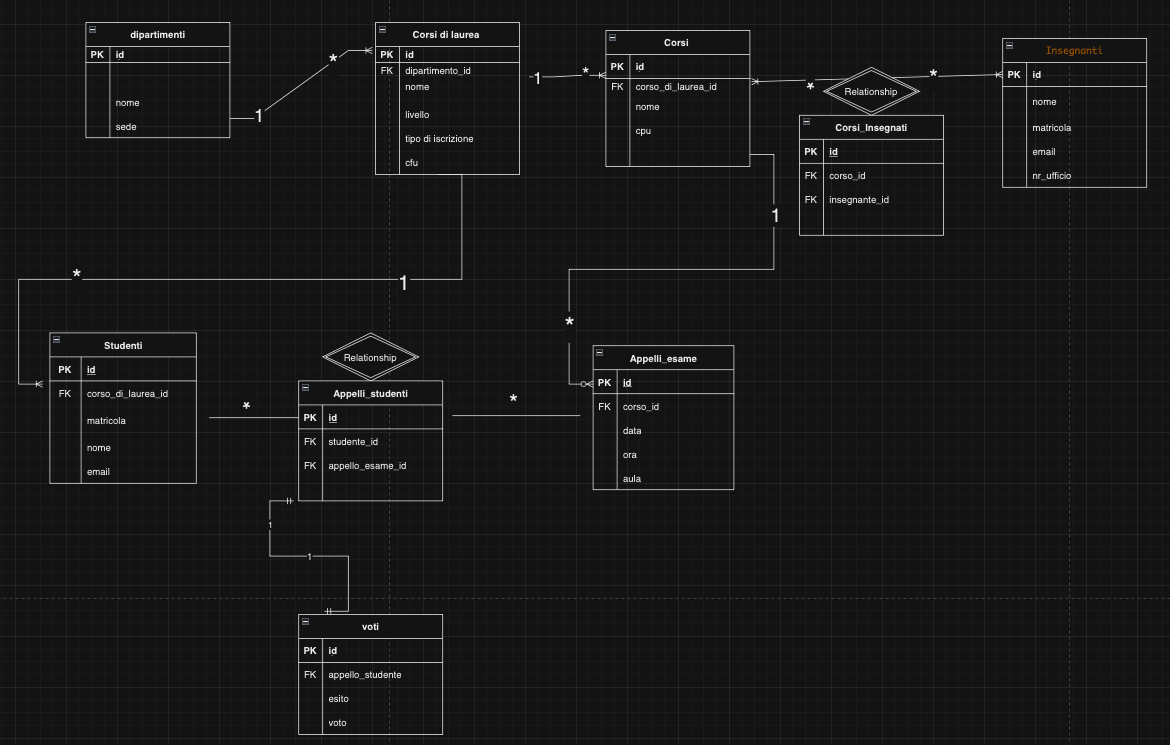 dipartimenti
PK id
nome
sede
1
*
Corsi di laurea
PK id
FK dipartimento_id
nome
livello
tipo di iscrizione
cfu
1
*
Corsi
PK id
FK corso_di_laurea_id
nome
cpu
*
Relationship
*
Corsi_Insegnati
PK id
FK corso_id
FK insegnante_id
Insegnanti
PK id
nome
matricola
email
nr_ufficio
1
*
*
1
Studenti
PK id
FK corso_di_laurea_id
matricola
nome
email
*
Relationship
Appelli_studenti
PK id
FK studente_id
FK appello_esame_id
*
Appelli_esame
PK id
FK corso_id
data
ora
aula
1
1
voti
PK id
FK appello_studente
esito
voto